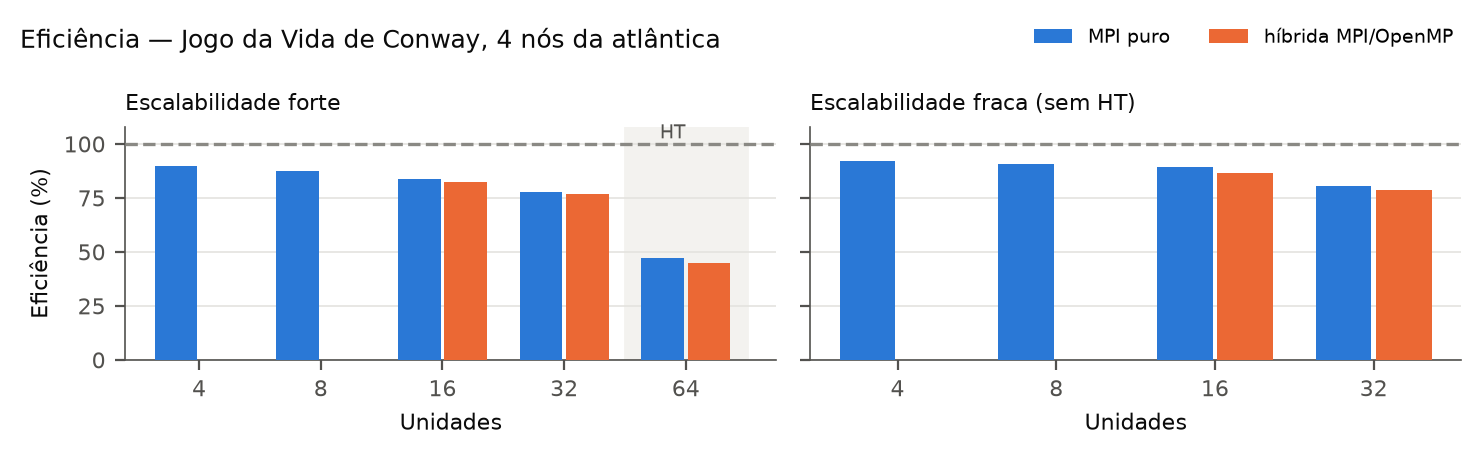 Eficiência — Jogo da Vida de Conway, 4 nós da atlântica
MPI puro
híbrida MPI/OpenMP
Escalabilidade forte
Eficiência (%)
100
75
50
25
0
HT
4 8 16 32 64
Unidades
Escalabilidade fraca (sem HT)
4 8 16 32
Unidades